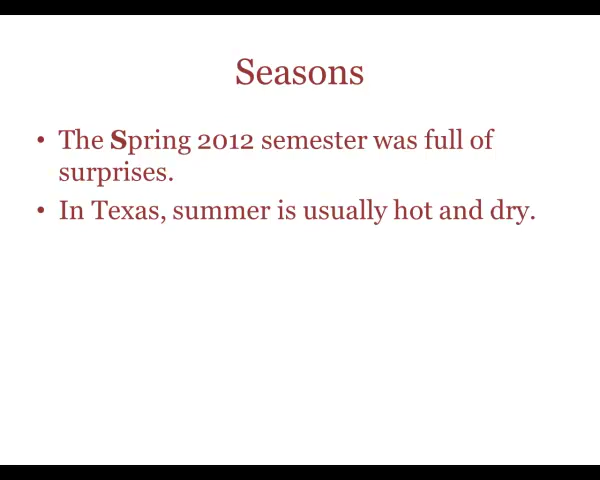 Seasons
• The Spring 2012 semester was full of
surprises.
• In Texas, summer is usually hot and dry.